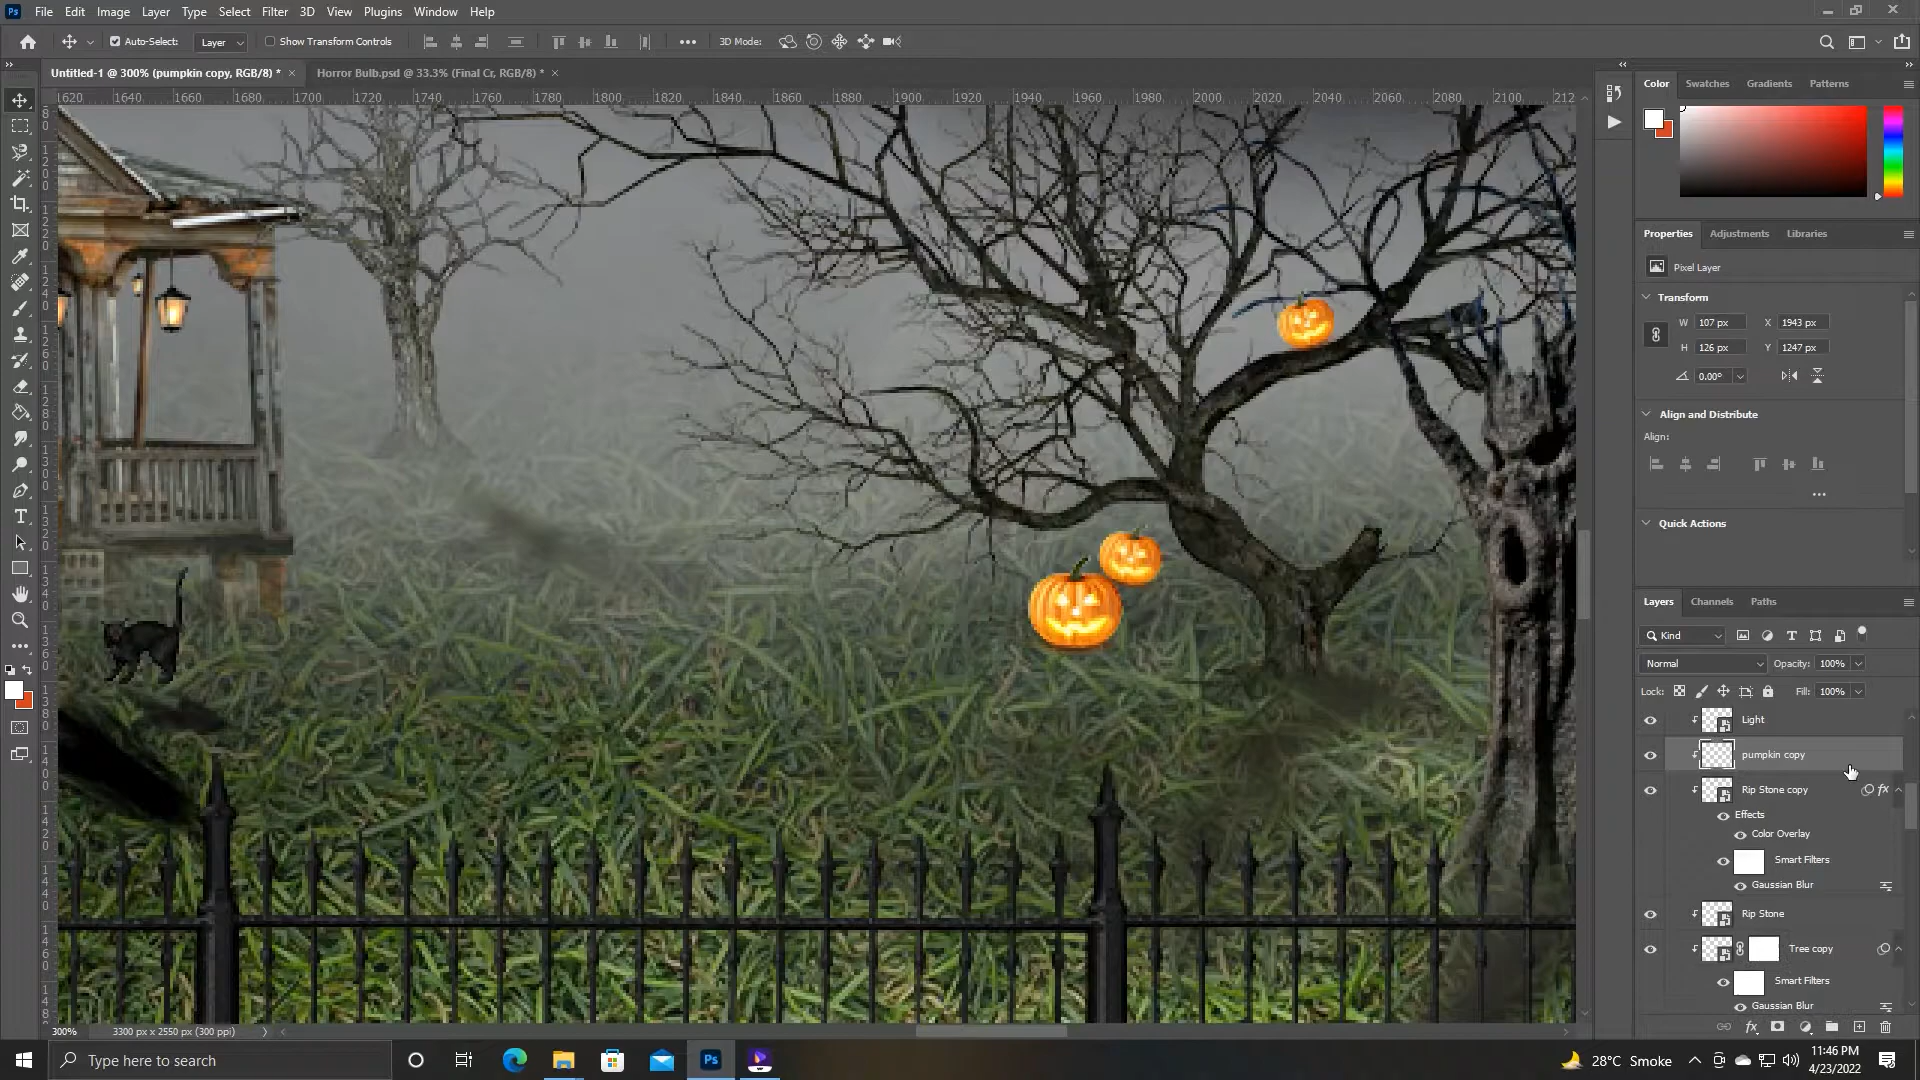 Ps File Edit Image Layer Type Select Filter 3D View Plugins Window Help
Auto-Select: Layer Show Transform Controls 3D Mode:
Untitled-1 @ 300% (pumpkin copy, RGB/8) * × Horror Bulb.psd @ 33.3% (Final Cr, RGB/8) * ×
1620 1640 1660 1680 1700 1720 1740 1760 1780 1800 1820 1840 1860 1880 1900 1920 1940 1960 1980 2000 2020 2040 2060 2080 2100 212
Color Swatches Gradients Patterns
Properties Adjustments Libraries
Pixel Layer
Transform
W 107 px X 1943 px
H 126 px Y 1247 px
0.00°
Align and Distribute
Align:
Quick Actions
Layers Channels Paths
Kind
Normal Opacity: 100%
Lock: Fill: 100%
Light
pumpkin copy
Rip Stone copy fx
Effects
Color Overlay
Smart Filters
Gaussian Blur
Rip Stone
Tree copy
Smart Filters
Gaussian Blur
300% 3300 px x 2550 px (300 ppi)
Type here to search
Ps
28°C Smoke
11:46 PM
4/23/2022